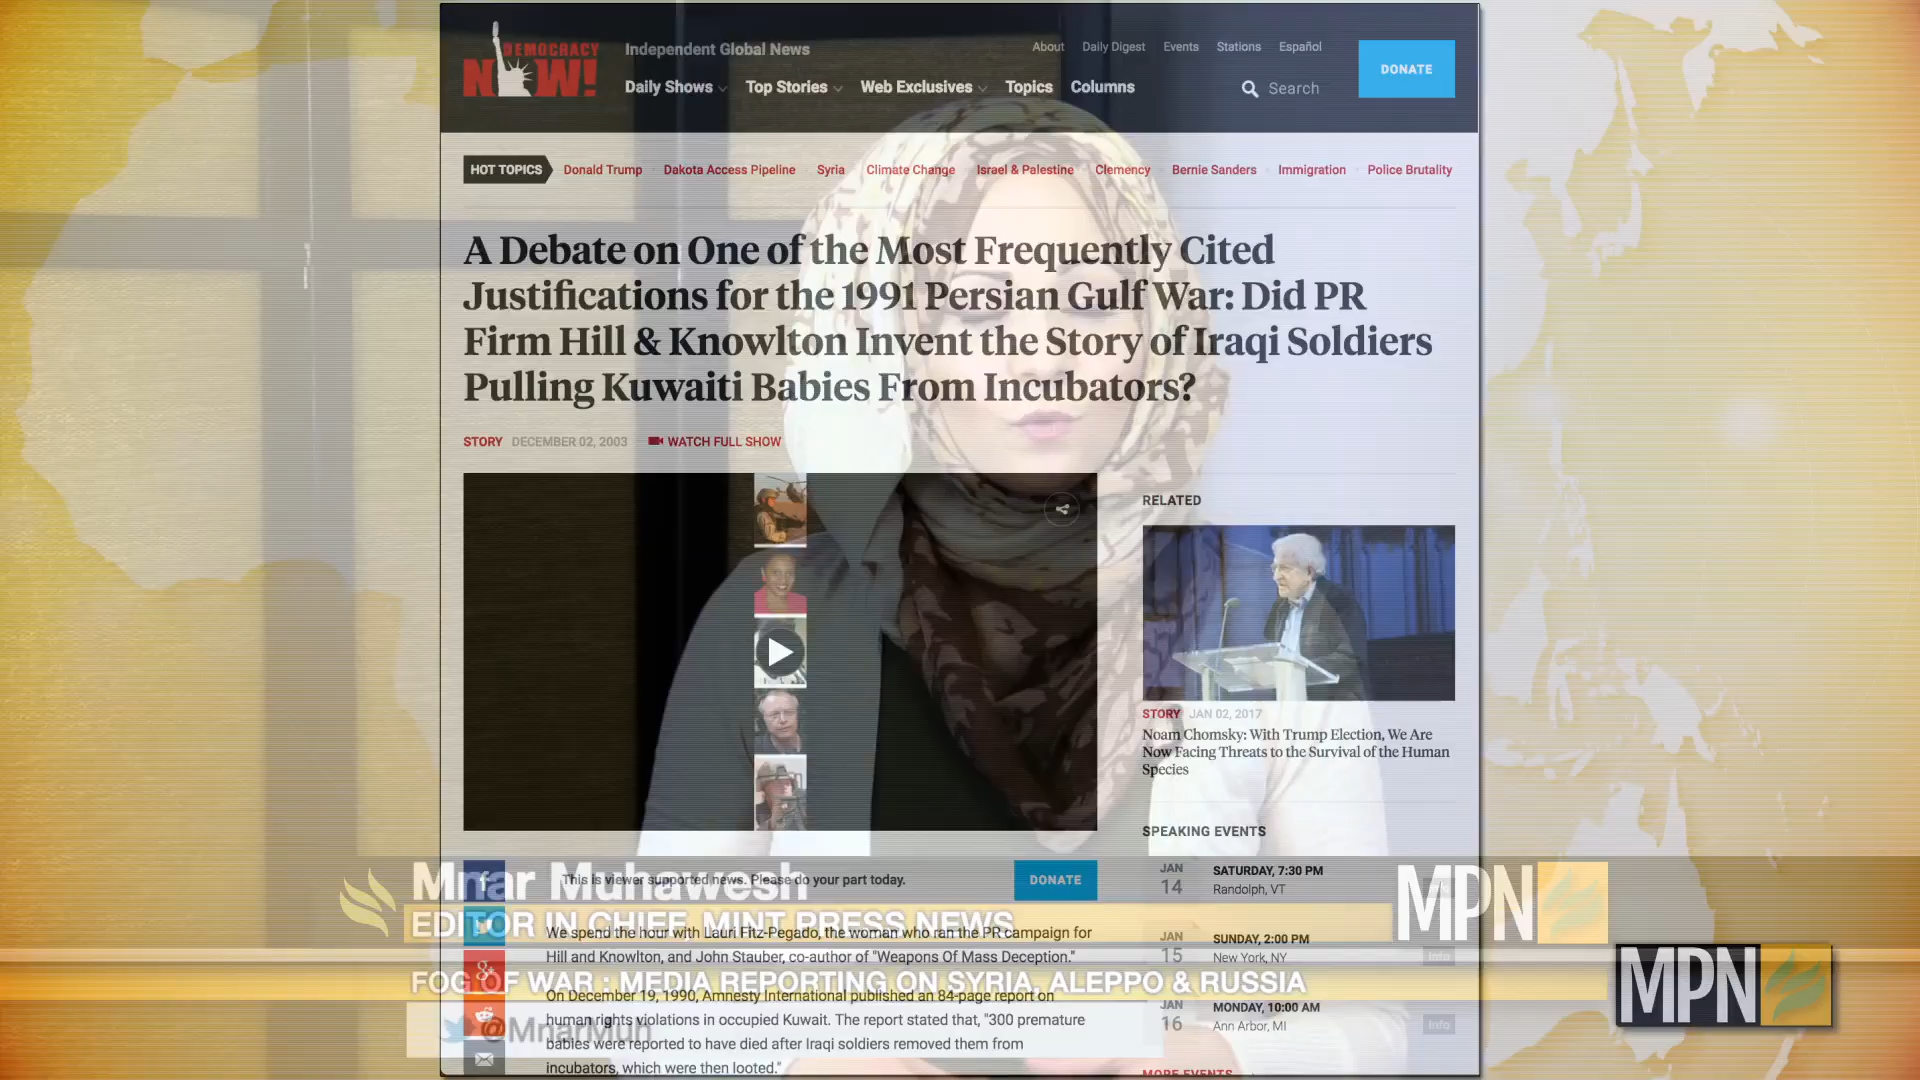 DEMOCRACY
NOW!
Independent Global News
About Daily Digest Events Stations Español
Daily Shows Top Stories Web Exclusives Topics Columns
Search
DONATE
HOT TOPICS Donald Trump Dakota Access Pipeline Syria Climate Change Israel & Palestine Clemency Bernie Sanders Immigration Police Brutality
A Debate on One of the Most Frequently Cited
Justifications for the 1991 Persian Gulf War: Did PR
Firm Hill & Knowlton Invent the Story of Iraqi Soldiers
Pulling Kuwaiti Babies From Incubators?
STORY DECEMBER 02, 2003 WATCH FULL SHOW
RELATED
STORY JAN 02, 2017
Noam Chomsky: With Trump Election, We Are
Now Facing Threats to the Survival of the Human
Species
SPEAKING EVENTS
JAN
14
SATURDAY, 7:30 PM
Randolph, VT
JAN
15
SUNDAY, 2:00 PM
New York, NY
Info
JAN
16
MONDAY, 10:00 AM
Ann Arbor, MI
Info
MORE EVENTS
This is viewer supported news. Please do your part today.
DONATE
We spend the hour with Lauri Fitz-Pegado, the woman who ran the PR campaign for
Hill and Knowlton, and John Stauber, co-author of "Weapons Of Mass Deception."
On December 19, 1990, Amnesty International published an 84-page report on
human rights violations in occupied Kuwait. The report stated that, "300 premature
babies were reported to have died after Iraqi soldiers removed them from
incubators, which were then looted."
Mnar Muhawesh
EDITOR IN CHIEF, MINT PRESS NEWS
FOG OF WAR : MEDIA REPORTING ON SYRIA, ALEPPO & RUSSIA
@MnarMuh
MPN
MPN